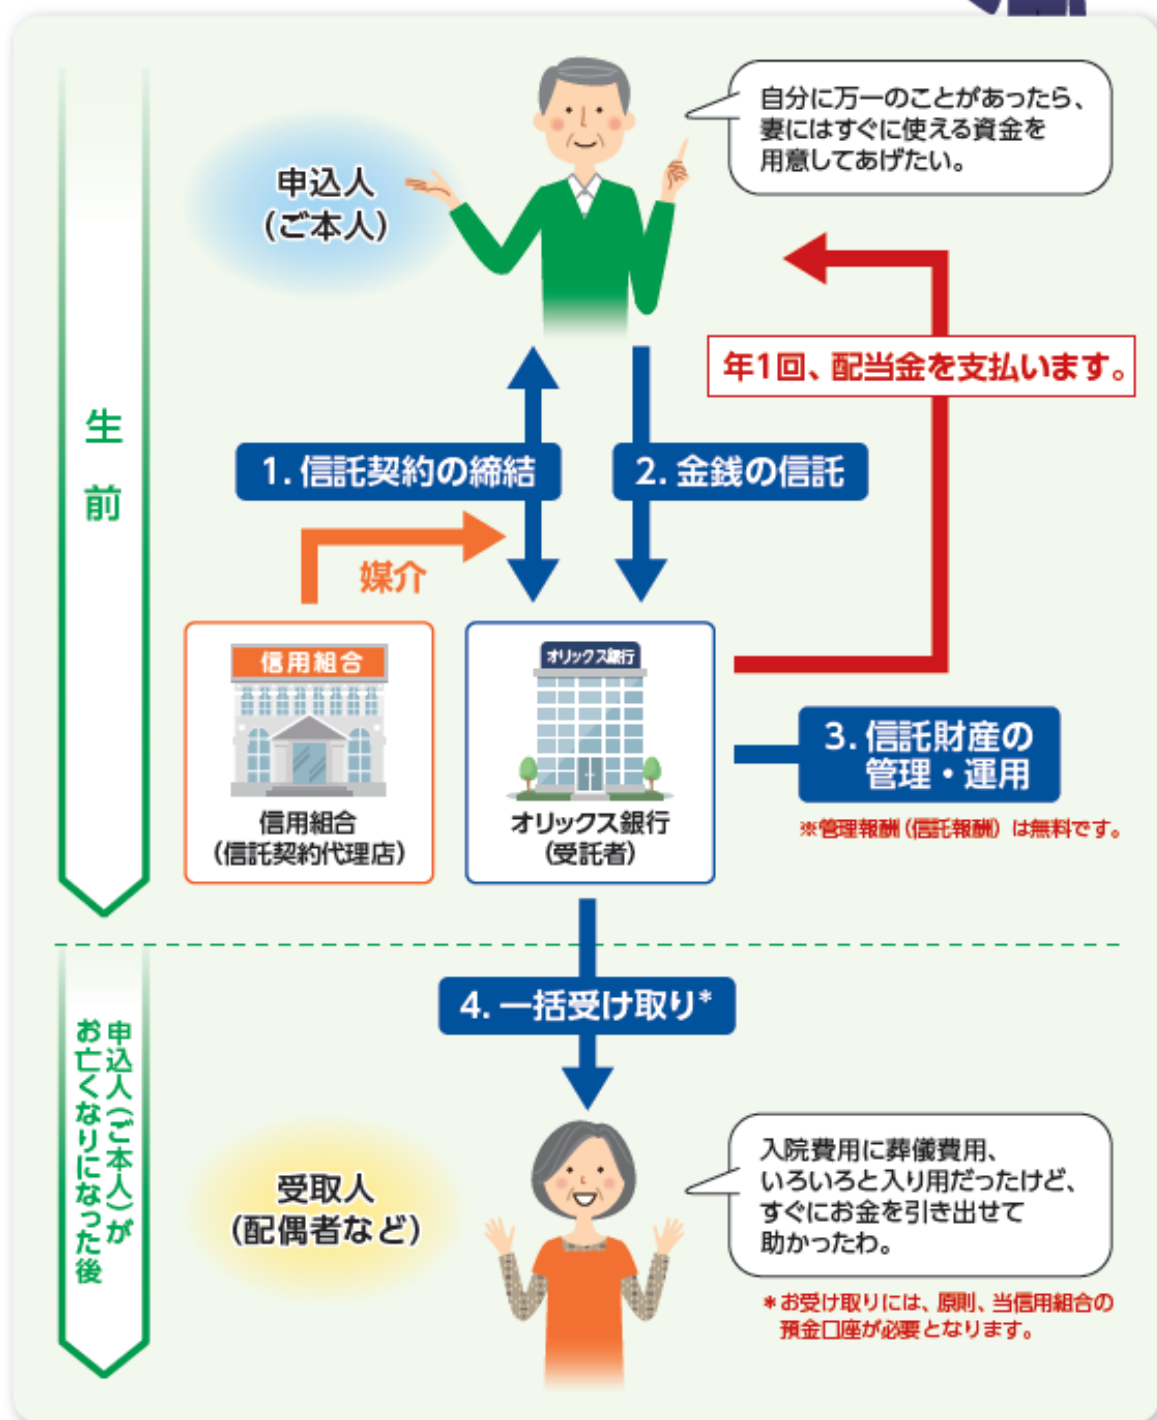 自分に万一のことがあったら、
妻にはすぐに使える資金を
用意してあげたい。
申込人
(ご本人)
年1回、配当金を支払います。
生前
1. 信託契約の締結
2. 金銭の信託
媒介
信用組合
信用組合
(信託契約代理店)
オリックス銀行
オリックス銀行
(受託者)
3. 信託財産の
管理・運用
※管理報酬(信託報酬)は無料です。
4. 一括受け取り*
申込人(ご本人)が
お亡くなりになった後
受取人
(配偶者など)
入院費用に葬儀費用、
いろいろと入り用だったけど、
すぐにお金を引き出せて
助かったわ。
*お受け取りには、原則、当信用組合の
預金口座が必要となります。